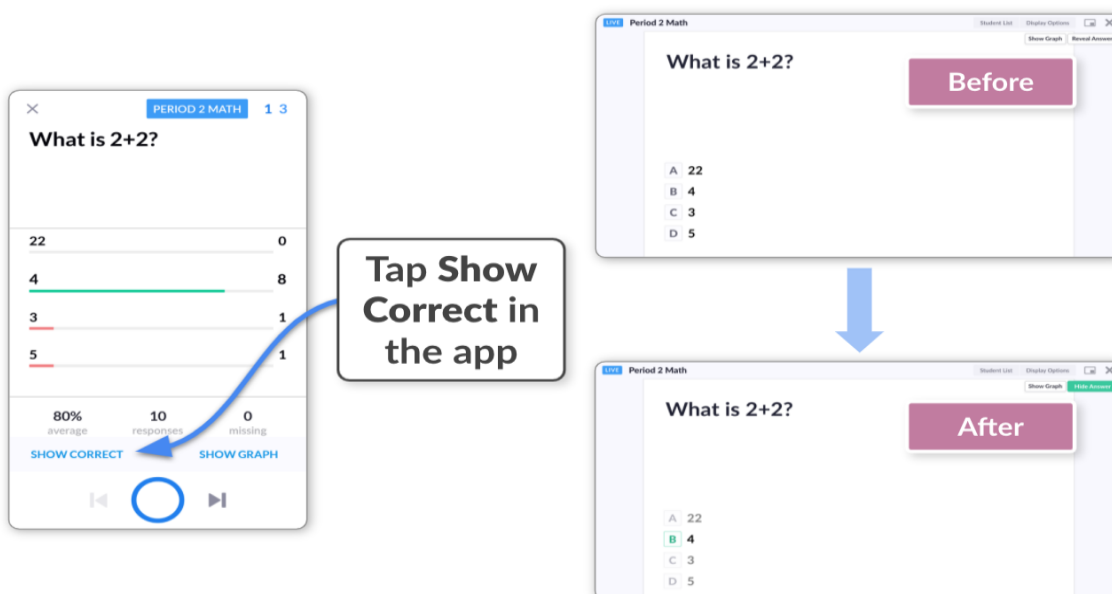 PERIOD 2 MATH 1 3
What is 2+2?
22 0
4 8
3 1
5 1
80% 10 0
average responses missing
SHOW CORRECT SHOW GRAPH
Tap Show
Correct in
the app
LIVE Period 2 Math Student List Display Options
Show Graph Reveal Answer
What is 2+2?
Before
A 22
B 4
C 3
D 5
LIVE Period 2 Math Student List Display Options
Show Graph Hide Answer
What is 2+2?
After
A 22
B 4
C 3
D 5